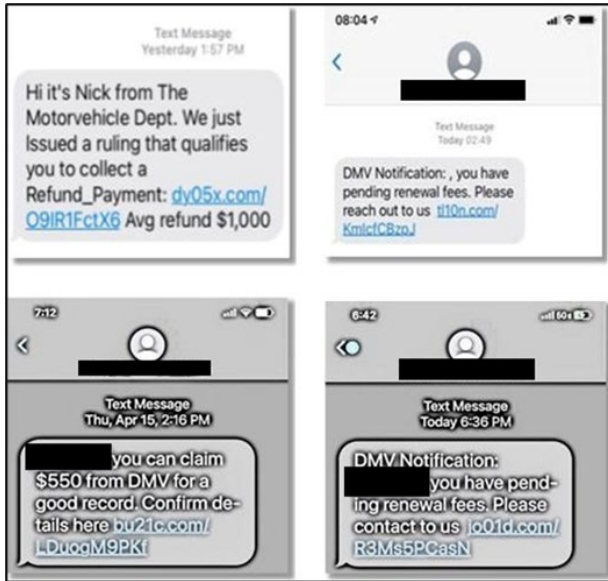 Text Message
Yesterday 1:57 PM
Hi it's Nick from The
Motorvehicle Dept. We just
Issued a ruling that qualifies
you to collect a
Refund_Payment: dy05x.com/
O9IR1FctX6 Avg refund $1,000
08:04
Text Message
Today 02:49
DMV Notification: , you have
pending renewal fees. Please
reach out to us tl10n.com/
KmlcfCBzpJ
7:12
Text Message
Thu, Apr 15, 2:16 PM
you can claim
$550 from DMV for a
good record. Confirm de-
tails here bu21c.com/
LDuogM9PKf
6:42
Text Message
Today 6:36 PM
DMV Notification:
you have pend-
ing renewal fees. Please
contact to us jo01d.com/
R3Ms5PCasN